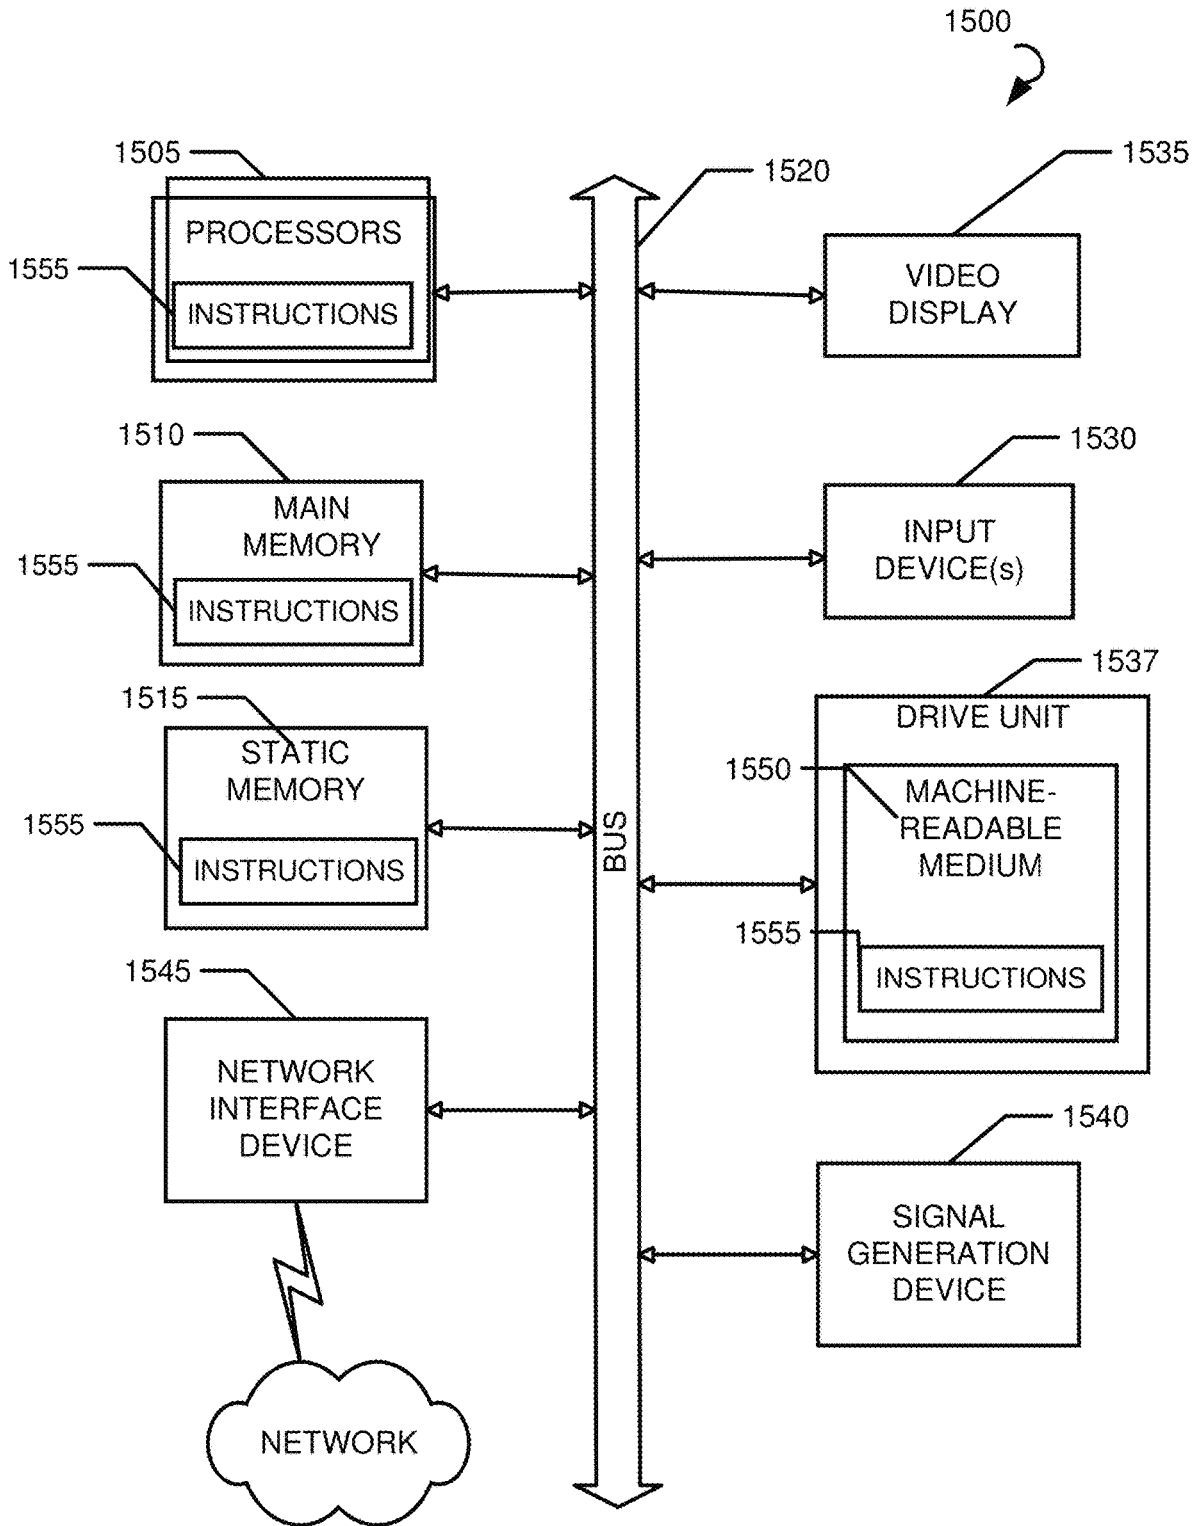 1500
1505
PROCESSORS
1555
INSTRUCTIONS
1510
MAIN
MEMORY
1555
INSTRUCTIONS
1515
STATIC
MEMORY
1555
INSTRUCTIONS
1545
NETWORK
INTERFACE
DEVICE
NETWORK
1520
BUS
1535
VIDEO
DISPLAY
1530
INPUT
DEVICE(s)
1537
DRIVE UNIT
1550
MACHINE-
READABLE
MEDIUM
1555
INSTRUCTIONS
1540
SIGNAL
GENERATION
DEVICE